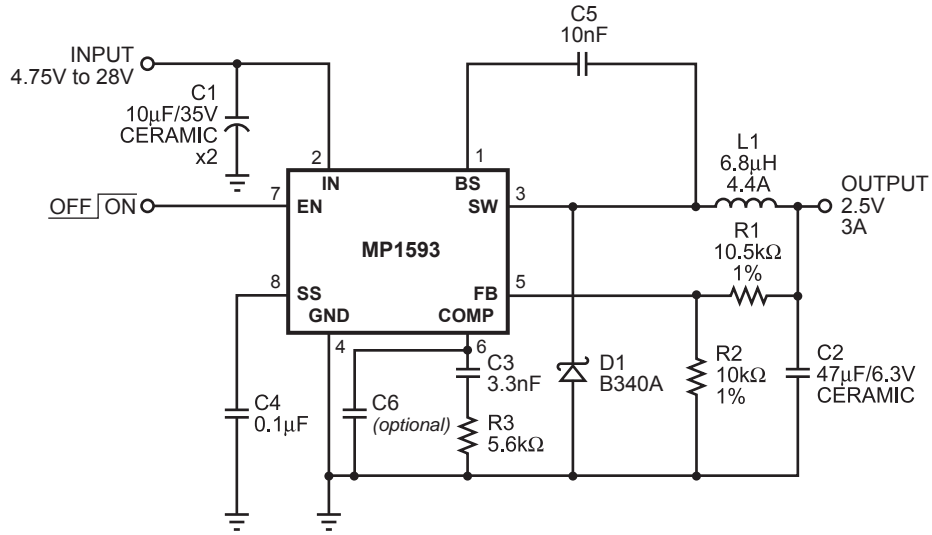 C5
10nF
INPUT
4.75V to 28V
C1
10µF/35V
CERAMIC
x2
2
1
L1
6.8µH
4.4A
IN
BS
7
3
OFF ON
EN
SW
OUTPUT
2.5V
3A
MP1593
R1
10.5kΩ
1%
8
5
SS
FB
GND
COMP
4
6
C3
3.3nF
D1
B340A
R2
10kΩ
1%
C2
47µF/6.3V
CERAMIC
C4
0.1µF
C6
(optional)
R3
5.6kΩ